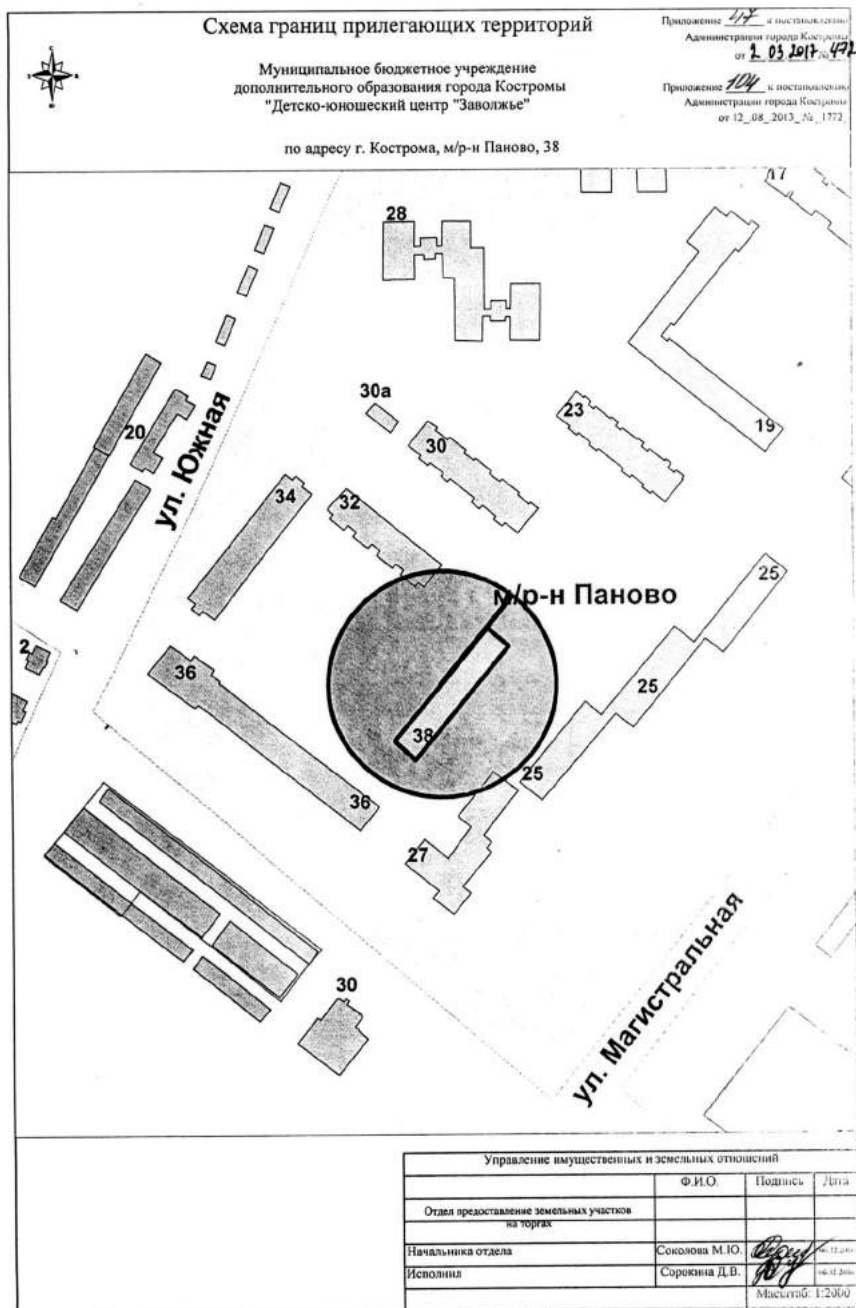 Схема границ прилегающих территорий
Муниципальное бюджетное учреждение
дополнительного образования города Костромы
"Детско-юношеский центр "Заволжье"
по адресу г. Кострома, м/р-н Паново, 38
Приложение 47 к постановлению
Администрации города Костромы
от 2 03 2017 № 472
Приложение 104 к постановлению
Администрации города Костромы
от 12_08_2013_ № _1772_
17
28
30а
23
19
20
30
ул. Южная
34
32
25
м/р-н Паново
2
36
25
38
25
36
27
30
ул. Магистральная
Управление имущественных и земельных отношений
Ф.И.О. Подпись Дата
Отдел предоставление земельных участков
на торгах
Начальника отдела Соколова М.Ю.
Исполнил Сорокина Д.В.
Масштаб: 1:2000